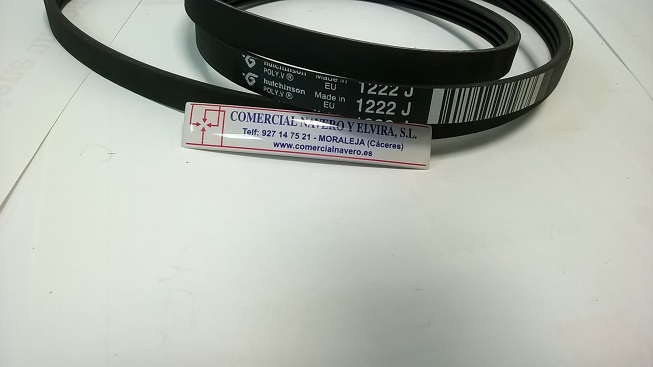 hutchinson Made in 1222 J
POLY.V ® EU
hutchinson Made in 1222 J
POLY.V ® EU
COMERCIAL NAVERO Y ELVIRA, S.L.
Telf: 927 14 75 21 - MORALEJA (Cáceres)
www.comercialnavero.es